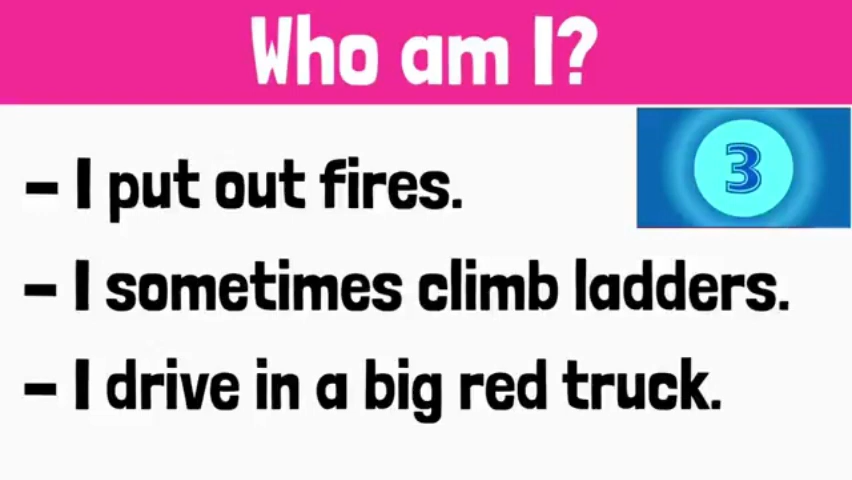 Who am I?
3
– I put out fires.
– I sometimes climb ladders.
– I drive in a big red truck.